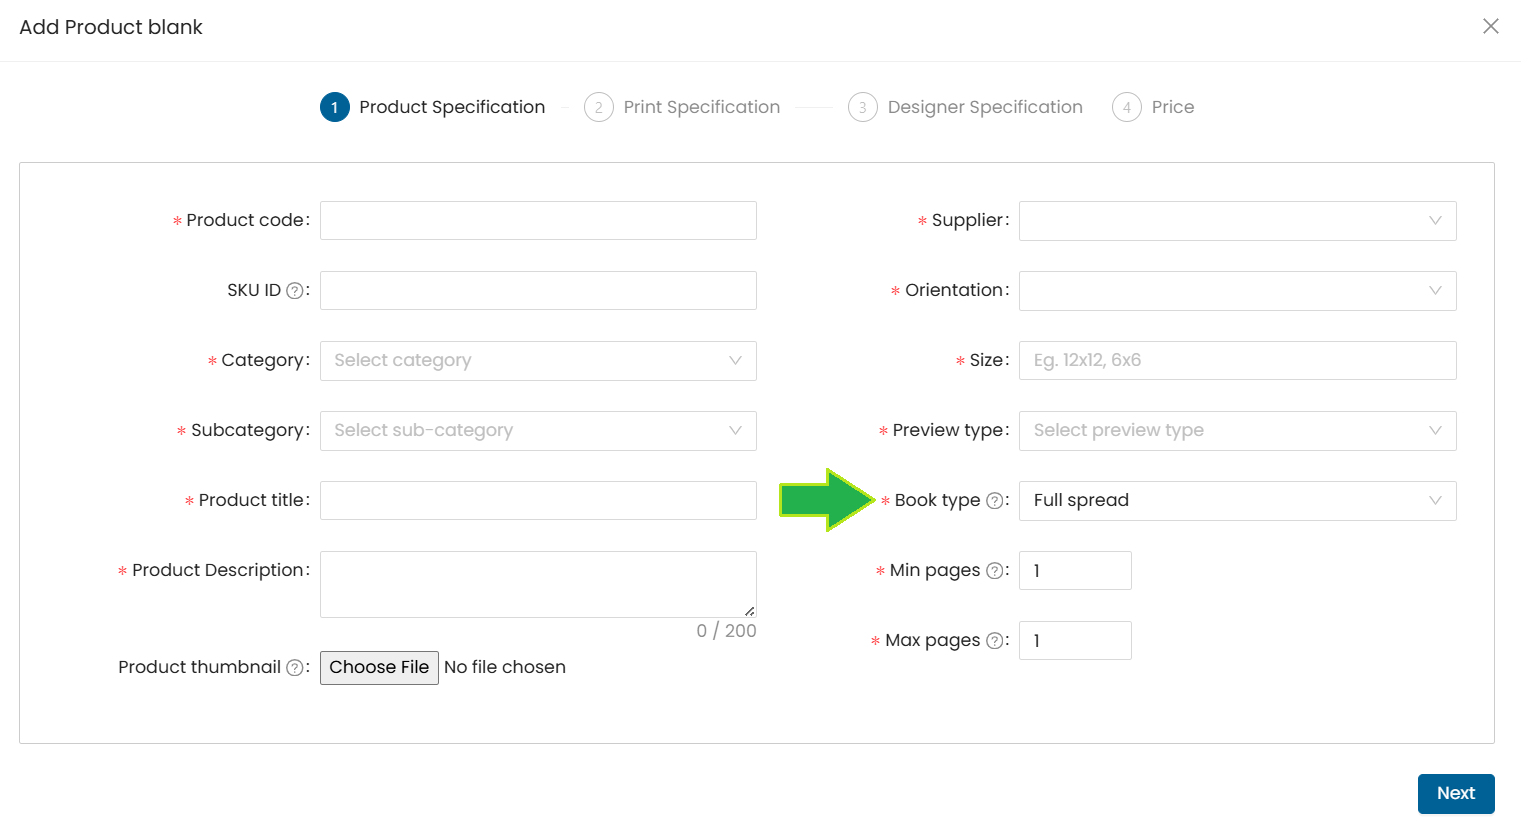 Add Product blank
1 Product Specification 2 Print Specification 3 Designer Specification 4 Price
* Product code:
SKU ID ? :
* Category: Select category
* Subcategory: Select sub-category
* Product title:
* Product Description:
0 / 200
Product thumbnail ? : Choose File No file chosen
* Supplier:
* Orientation:
* Size: Eg. 12x12, 6x6
* Preview type: Select preview type
* Book type ? : Full spread
* Min pages ? : 1
* Max pages ? : 1
Next